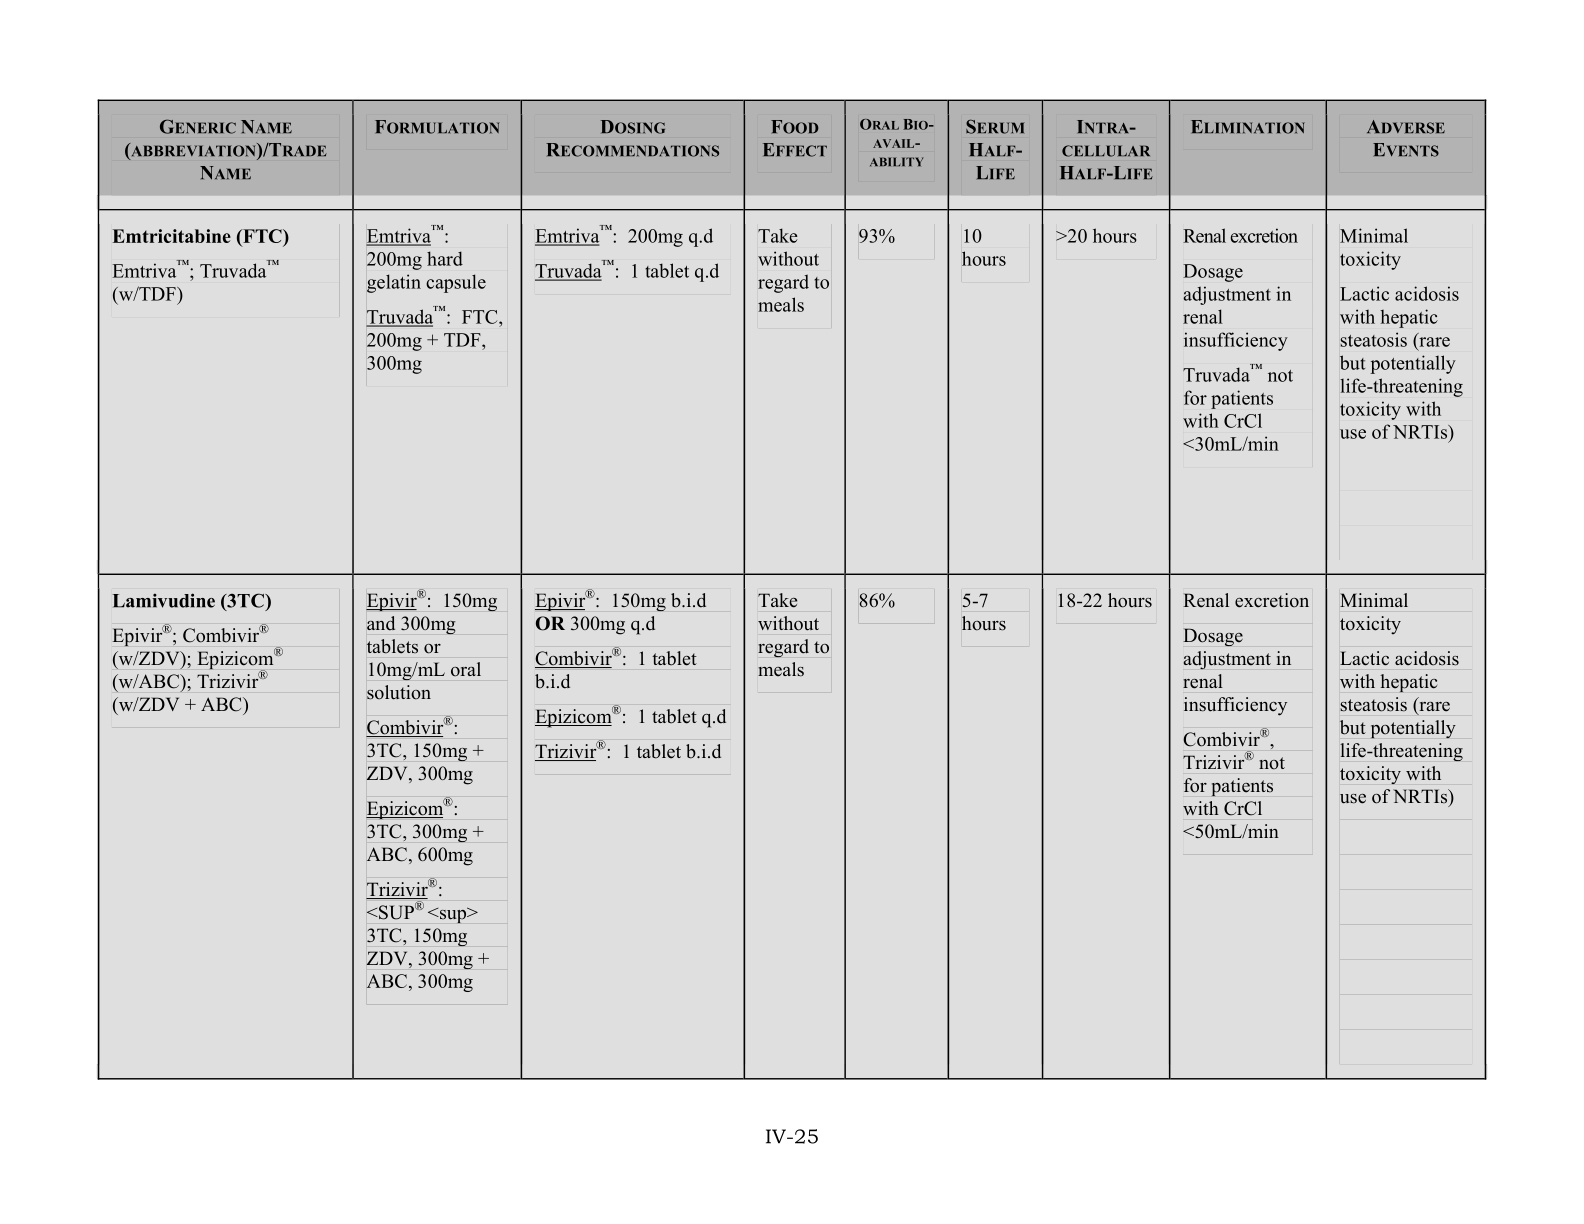 GENERIC NAME
(ABBREVIATION)/TRADE
NAME
FORMULATION
DOSING
RECOMMENDATIONS
FOOD
EFFECT
ORAL BIO-
AVAIL-
ABILITY
SERUM
HALF-
LIFE
INTRA-
CELLULAR
HALF-LIFE
ELIMINATION
ADVERSE
EVENTS
Emtricitabine (FTC)
Emtriva™; Truvada™
(w/TDF)
Emtriva™:
200mg hard
gelatin capsule
Truvada™: FTC,
200mg + TDF,
300mg
Emtriva™: 200mg q.d
Truvada™: 1 tablet q.d
Take
without
regard to
meals
93%
10
hours
>20 hours
Renal excretion
Dosage
adjustment in
renal
insufficiency
Truvada™ not
for patients
with CrCl
<30mL/min
Minimal
toxicity
Lactic acidosis
with hepatic
steatosis (rare
but potentially
life-threatening
toxicity with
use of NRTIs)
Lamivudine (3TC)
Epivir®; Combivir®
(w/ZDV); Epizicom®
(w/ABC); Trizivir®
(w/ZDV + ABC)
Epivir®: 150mg
and 300mg
tablets or
10mg/mL oral
solution
Combivir®:
3TC, 150mg +
ZDV, 300mg
Epizicom®:
3TC, 300mg +
ABC, 600mg
Trizivir®:
<SUP® <sup>
3TC, 150mg
ZDV, 300mg +
ABC, 300mg
Epivir®: 150mg b.i.d
OR 300mg q.d
Combivir®: 1 tablet
b.i.d
Epizicom®: 1 tablet q.d
Trizivir®: 1 tablet b.i.d
Take
without
regard to
meals
86%
5-7
hours
18-22 hours
Renal excretion
Dosage
adjustment in
renal
insufficiency
Combivir®,
Trizivir® not
for patients
with CrCl
<50mL/min
Minimal
toxicity
Lactic acidosis
with hepatic
steatosis (rare
but potentially
life-threatening
toxicity with
use of NRTIs)
IV-25